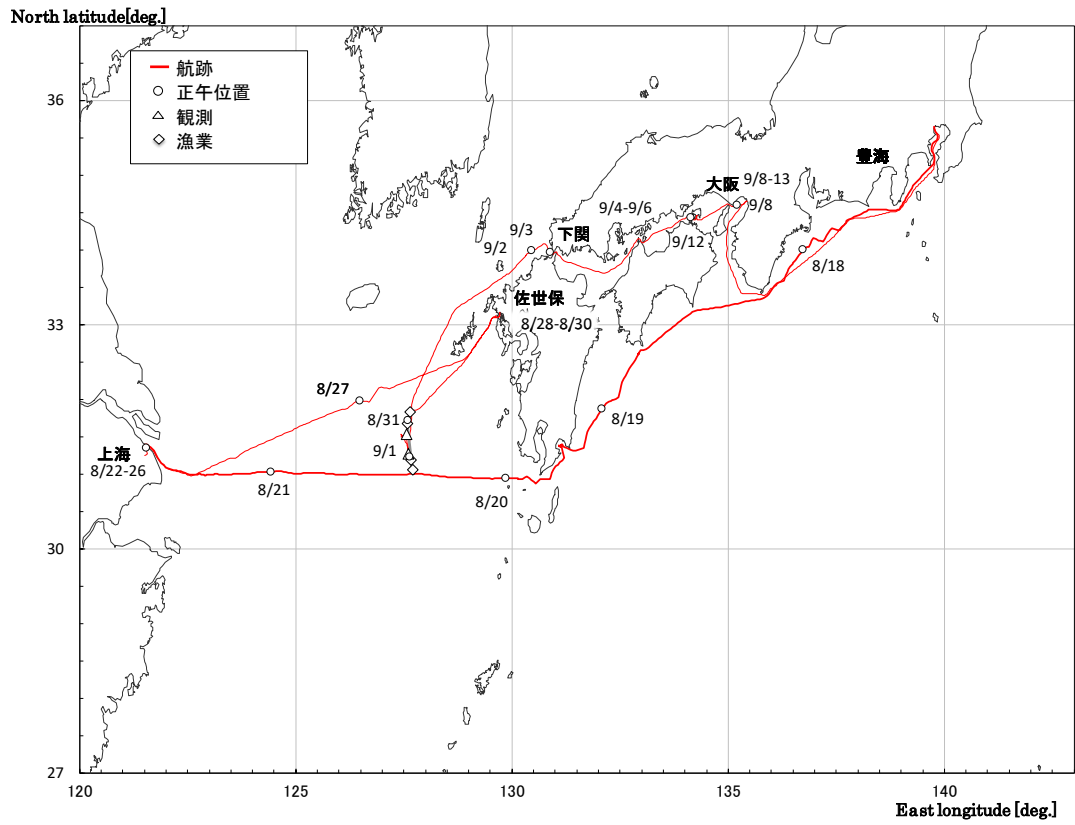 North latitude[deg.]
航跡
正午位置
観測
漁業
36
33
30
27
120
125
130
135
140
East longitude [deg.]
豊海
大阪
9/8-13
9/8
9/4-9/6
9/12
9/3
9/2
下関
8/18
佐世保
8/28-8/30
8/27
8/31
9/1
8/19
上海
8/22-26
8/21
8/20